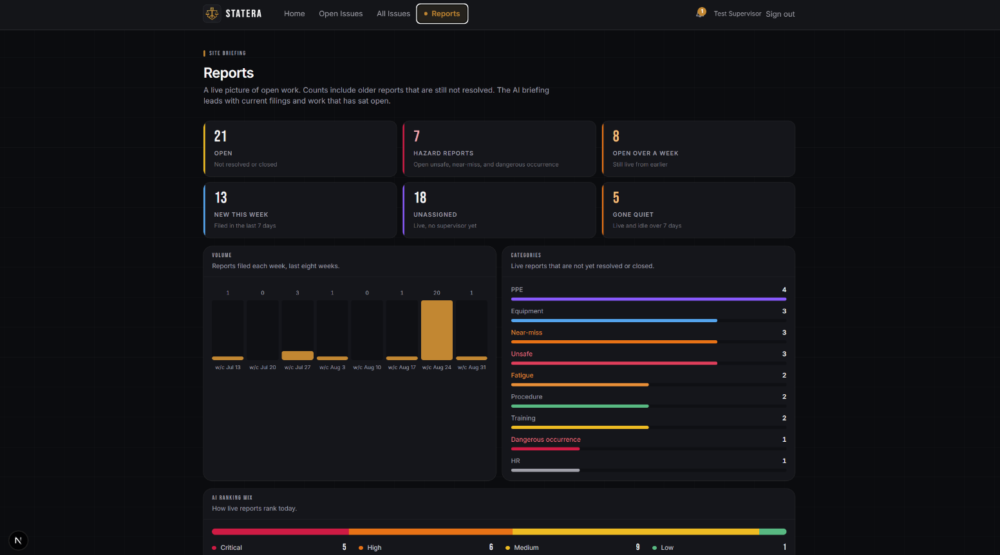 STATERA
Home
Open Issues
All Issues
Reports
1
Test Supervisor
Sign out
SITE BRIEFING
Reports
A live picture of open work. Counts include older reports that are still not resolved. The AI briefing
leads with current filings and work that has sat open.
21
OPEN
Not resolved or closed
7
HAZARD REPORTS
Open unsafe, near-miss, and dangerous occurrence
8
OPEN OVER A WEEK
Still live from earlier
13
NEW THIS WEEK
Filed in the last 7 days
18
UNASSIGNED
Live, no supervisor yet
5
GONE QUIET
Live and idle over 7 days
VOLUME
Reports filed each week, last eight weeks.
1 0 3 1 0 1 20 1
w/c Jul 13 w/c Jul 20 w/c Jul 27 w/c Aug 3 w/c Aug 10 w/c Aug 17 w/c Aug 24 w/c Aug 31
CATEGORIES
Live reports that are not yet resolved or closed.
PPE 4
Equipment 3
Near-miss 3
Unsafe 3
Fatigue 2
Procedure 2
Training 2
Dangerous occurrence 1
HR 1
AI RANKING MIX
How live reports rank today.
Critical 5 High 6 Medium 9 Low 1
N